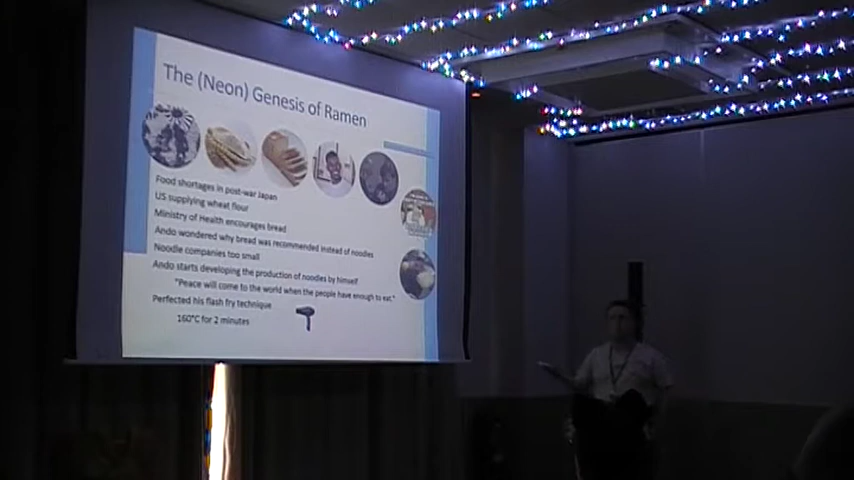 The (Neon) Genesis of Ramen
Food shortages in post-war Japan
US supplying wheat flour
Ministry of Health encourages bread
Ando wondered why bread was recommended instead of noodles
Noodle companies too small
Ando starts developing the production of noodles by himself
"Peace will come to the world when the people have enough to eat."
Perfected his flash fry technique
160°C for 2 minutes